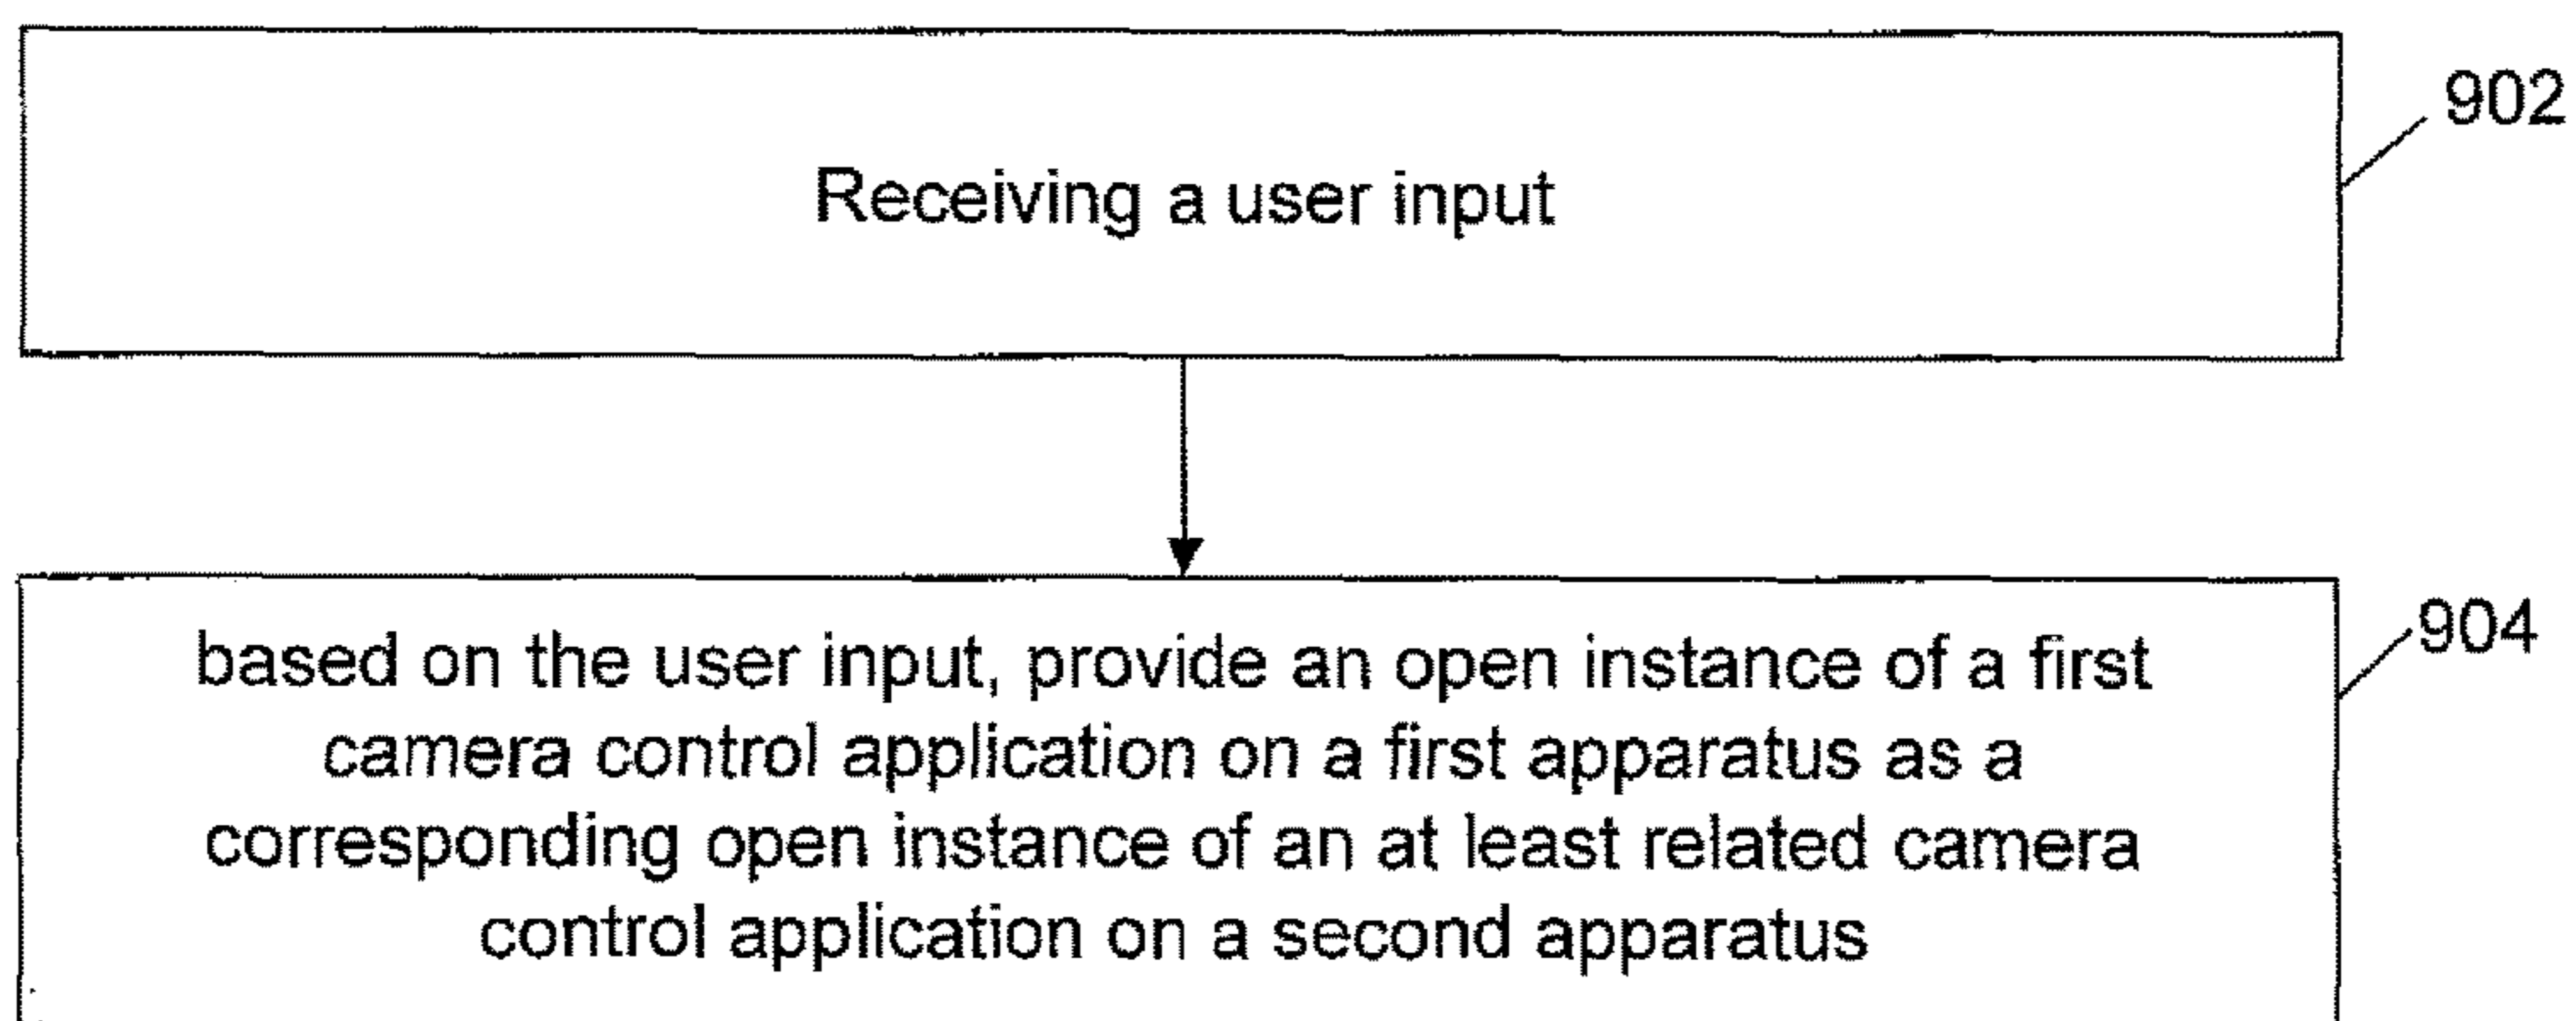 902
Receiving a user input
904
based on the user input, provide an open instance of a first
camera control application on a first apparatus as a
corresponding open instance of an at least related camera
control application on a second apparatus